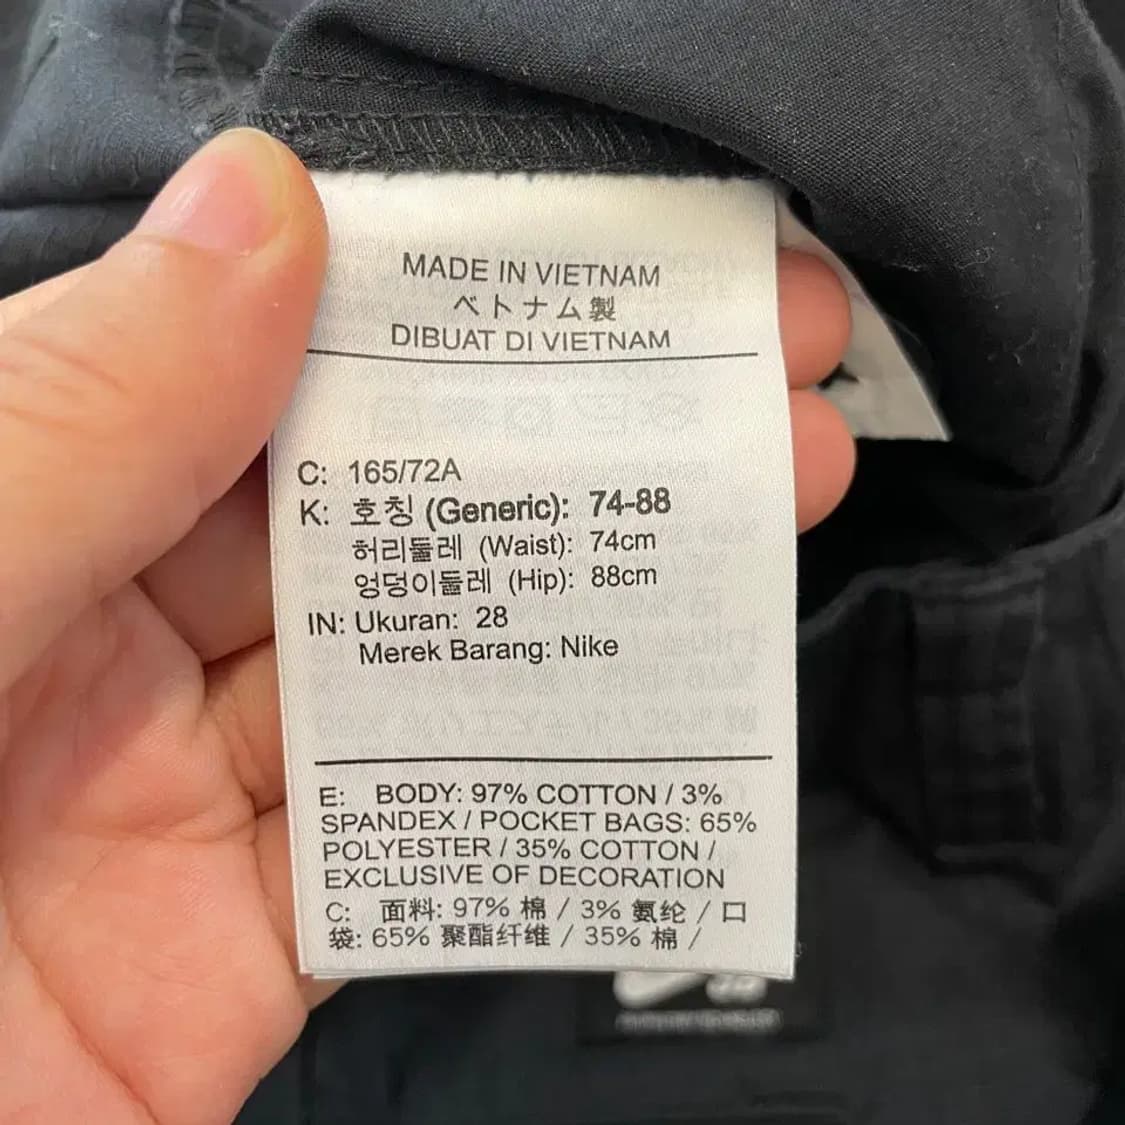 MADE IN VIETNAM
ベトナム製
DIBUAT DI VIETNAM
C: 165/72A
K: 호칭 (Generic): 74-88
허리둘레 (Waist): 74cm
엉덩이둘레 (Hip): 88cm
IN: Ukuran: 28
Merek Barang: Nike
E: BODY: 97% COTTON / 3%
SPANDEX / POCKET BAGS: 65%
POLYESTER / 35% COTTON /
EXCLUSIVE OF DECORATION
C: 面料: 97% 棉 / 3% 氨纶 / 口
袋: 65% 聚酯纤维 / 35% 棉 /